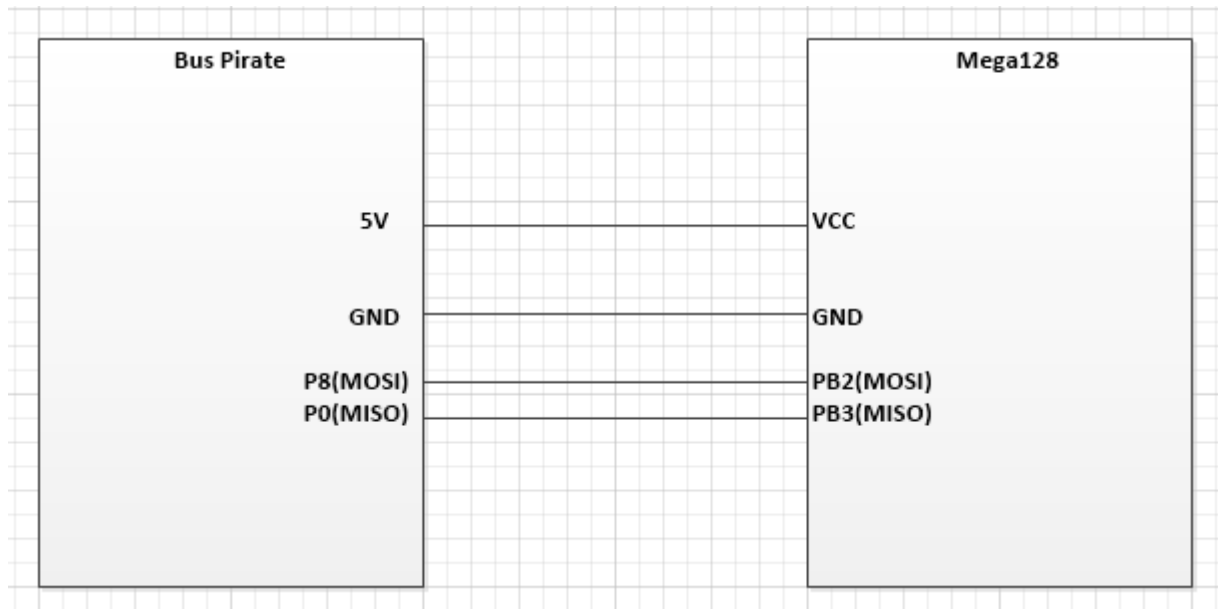 Bus Pirate
5V
GND
P8(MOSI)
P0(MISO)
Mega128
VCC
GND
PB2(MOSI)
PB3(MISO)